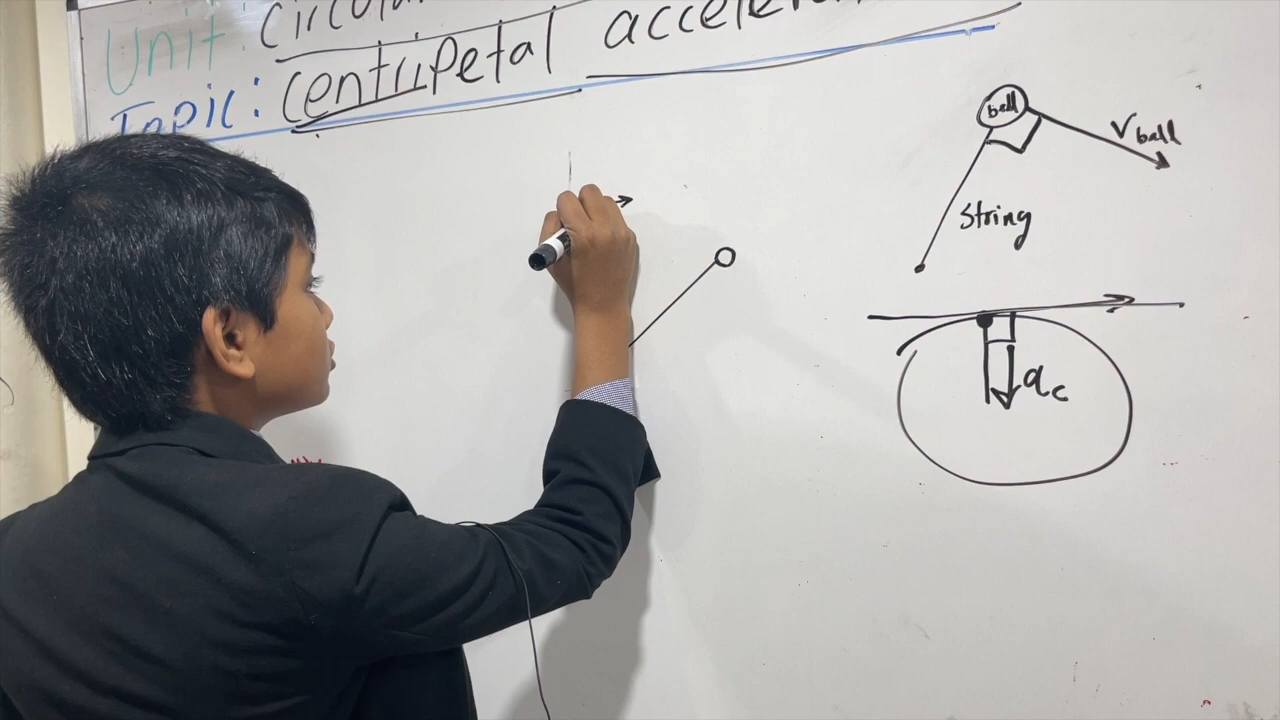 Unit:
Topic: centripetal
ball
Vball
string
ac